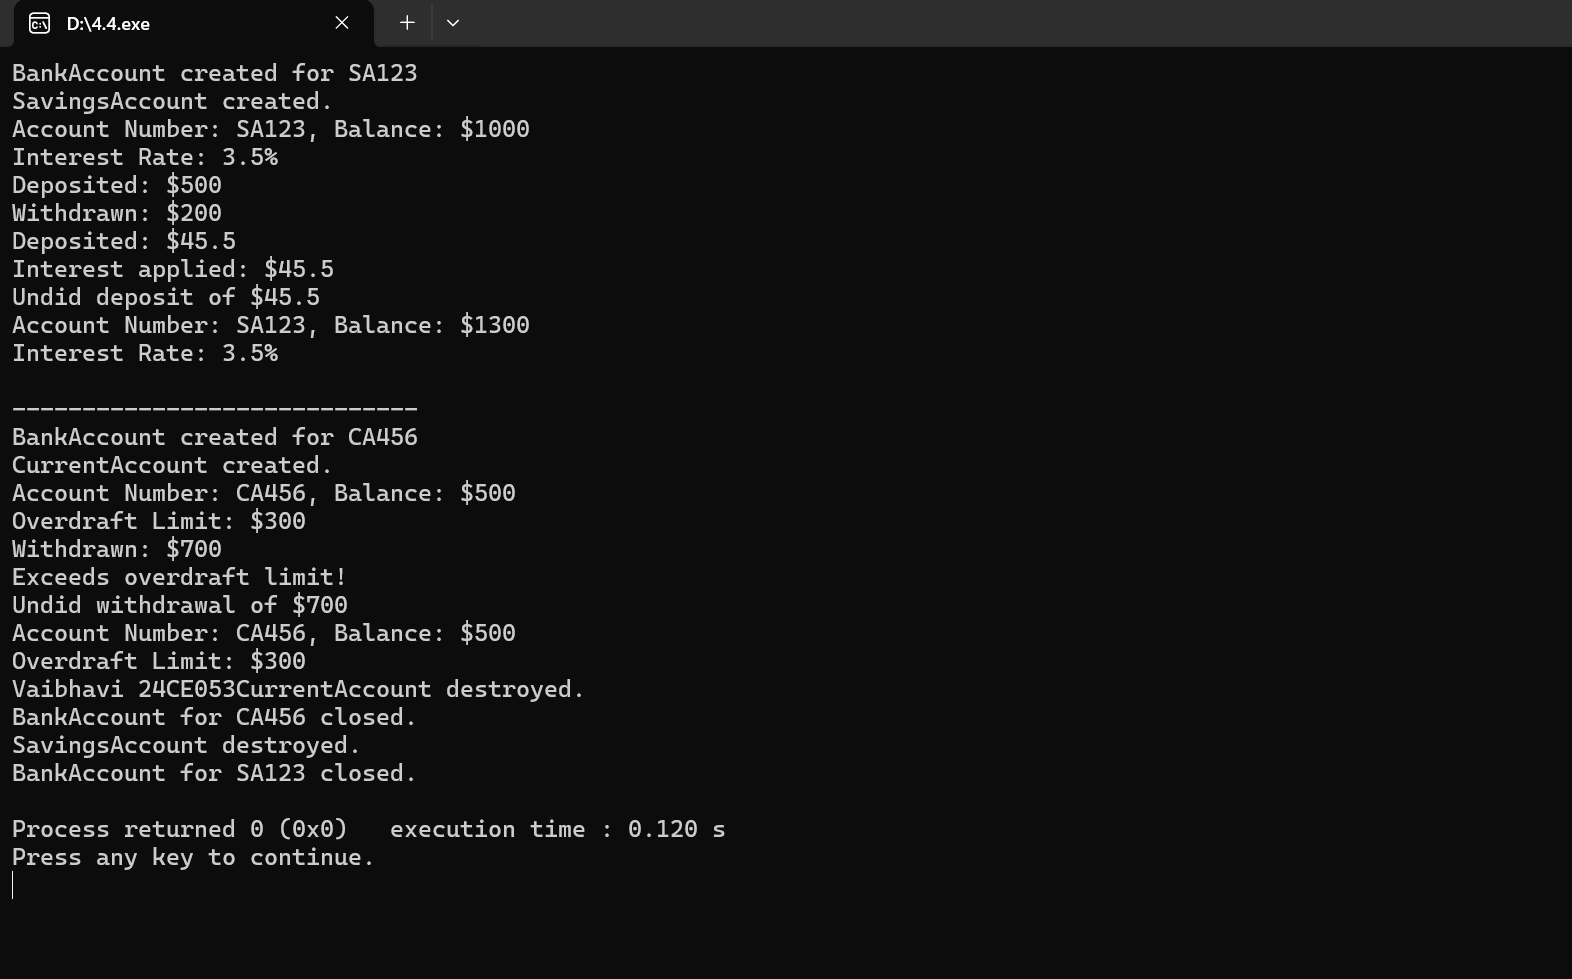 D:\4.4.exe
BankAccount created for SA123
SavingsAccount created.
Account Number: SA123, Balance: $1000
Interest Rate: 3.5%
Deposited: $500
Withdrawn: $200
Deposited: $45.5
Interest applied: $45.5
Undid deposit of $45.5
Account Number: SA123, Balance: $1300
Interest Rate: 3.5%
-----------------------------
BankAccount created for CA456
CurrentAccount created.
Account Number: CA456, Balance: $500
Overdraft Limit: $300
Withdrawn: $700
Exceeds overdraft limit!
Undid withdrawal of $700
Account Number: CA456, Balance: $500
Overdraft Limit: $300
Vaibhavi 24CE053CurrentAccount destroyed.
BankAccount for CA456 closed.
SavingsAccount destroyed.
BankAccount for SA123 closed.
Process returned 0 (0x0)   execution time : 0.120 s
Press any key to continue.